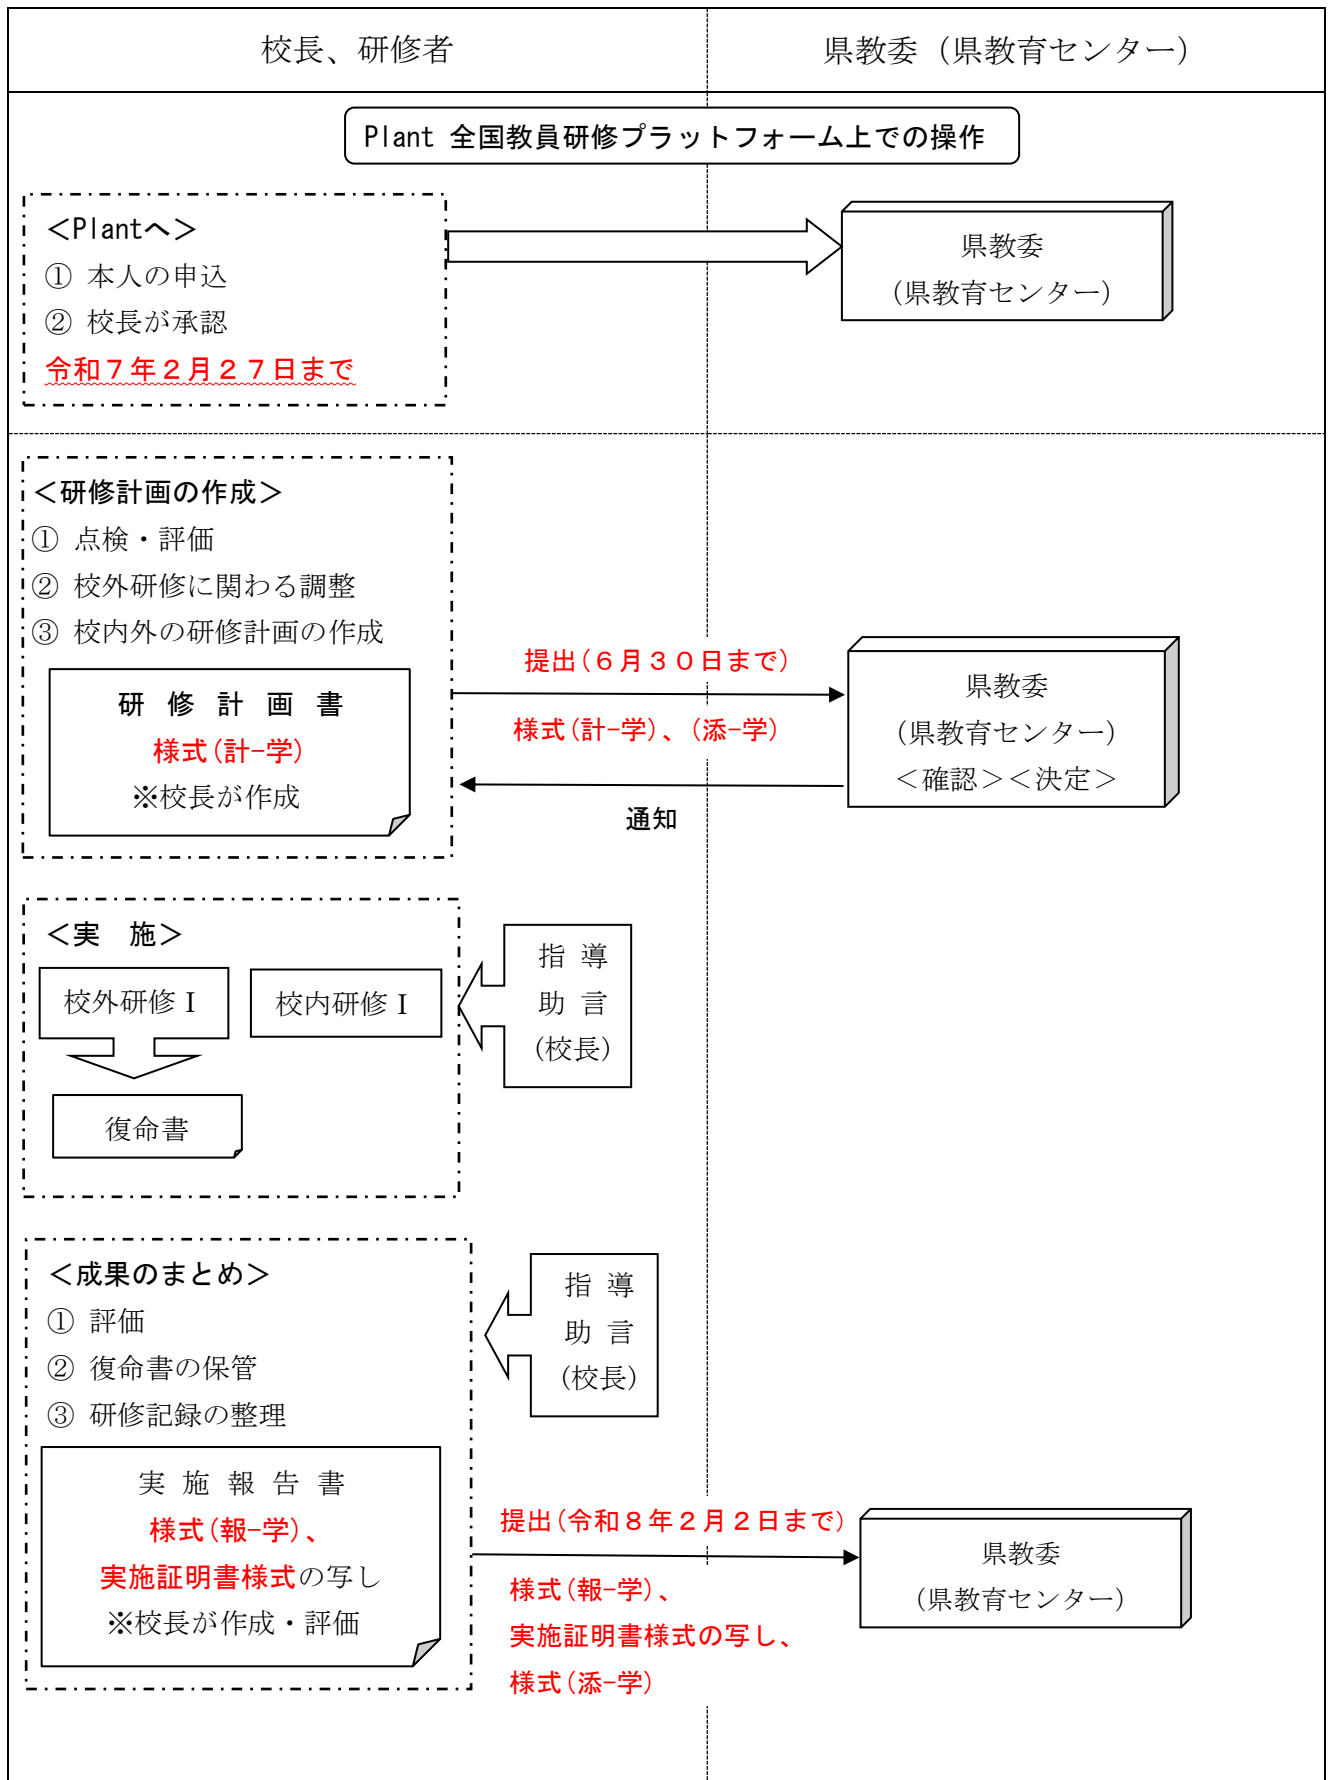 校長、研修者
県教委（県教育センター）
Plant 全国教員研修プラットフォーム上での操作
＜Plantへ＞
① 本人の申込
② 校長が承認
令和７年２月２７日まで
県教委
（県教育センター）
＜研修計画の作成＞
① 点検・評価
② 校外研修に関わる調整
③ 校内外の研修計画の作成
研 修 計 画 書
様式(計-学)
※校長が作成
提出(６月３０日まで)
様式(計-学)、(添-学)
通知
県教委
（県教育センター）
＜確認＞＜決定＞
＜実　施＞
校外研修Ⅰ
校内研修Ⅰ
復命書
指 導
助 言
(校長)
＜成果のまとめ＞
① 評価
② 復命書の保管
③ 研修記録の整理
実 施 報 告 書
様式(報-学)、
実施証明書様式の写し
※校長が作成・評価
指 導
助 言
(校長)
提出(令和８年２月２日まで)
様式(報-学)、
実施証明書様式の写し、
様式(添-学)
県教委
（県教育センター）